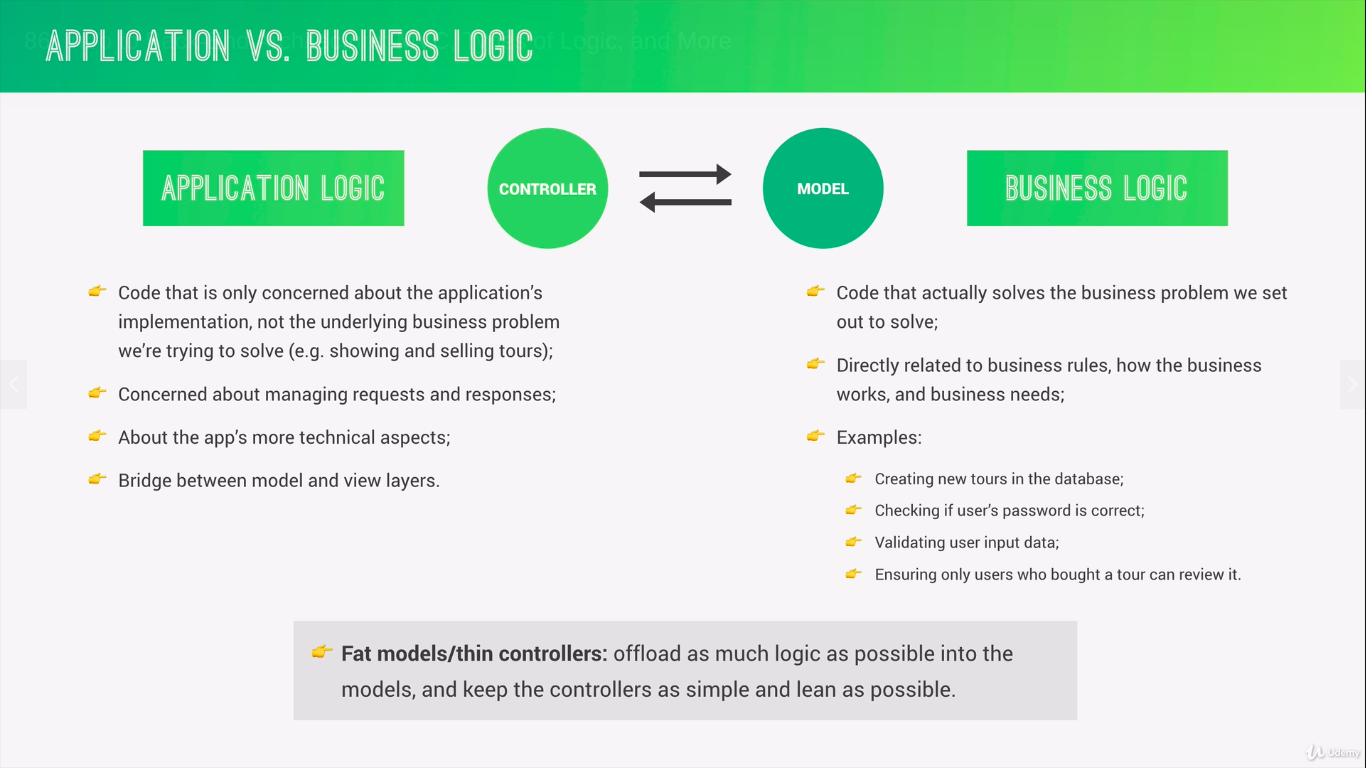 APPLICATION VS. BUSINESS LOGIC
of Logic, and More
APPLICATION LOGIC
CONTROLLER
MODEL
BUSINESS LOGIC
Code that is only concerned about the application’s
implementation, not the underlying business problem
we’re trying to solve (e.g. showing and selling tours);
Concerned about managing requests and responses;
About the app’s more technical aspects;
Bridge between model and view layers.
Code that actually solves the business problem we set
out to solve;
Directly related to business rules, how the business
works, and business needs;
Examples:
Creating new tours in the database;
Checking if user’s password is correct;
Validating user input data;
Ensuring only users who bought a tour can review it.
Fat models/thin controllers: offload as much logic as possible into the
models, and keep the controllers as simple and lean as possible.
Udemy